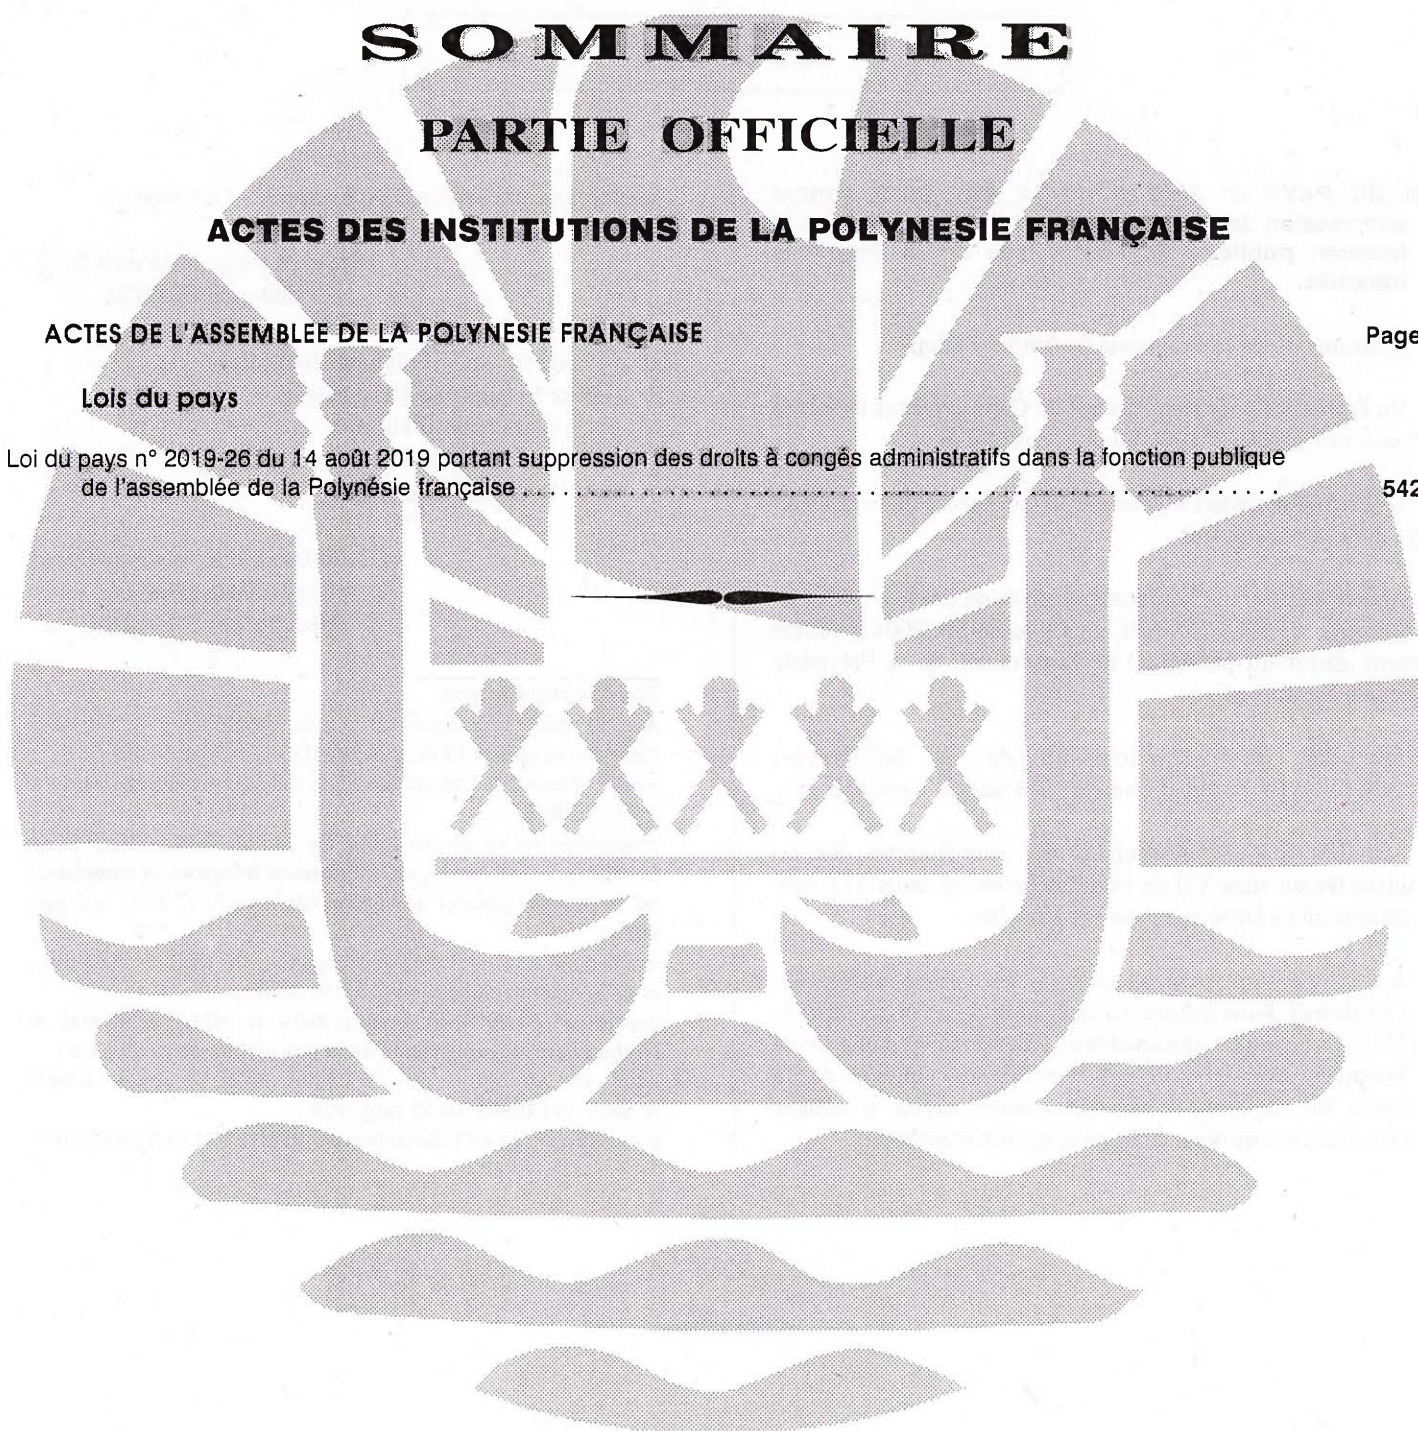 SOMMAIRE
PARTIE OFFICIELLE
ACTES DES INSTITUTIONS DE LA POLYNESIE FRANÇAISE
ACTES DE L'ASSEMBLEE DE LA POLYNESIE FRANÇAISE Page
Lois du pays
Loi du pays n° 2019-26 du 14 août 2019 portant suppression des droits à congés administratifs dans la fonction publique
de l'assemblée de la Polynésie française . . . . . . . . . . . . . . . . . . . . . . . . . . . . . . . . . . . . . . . . . . . . . . . . . . . . . . . . . . 542